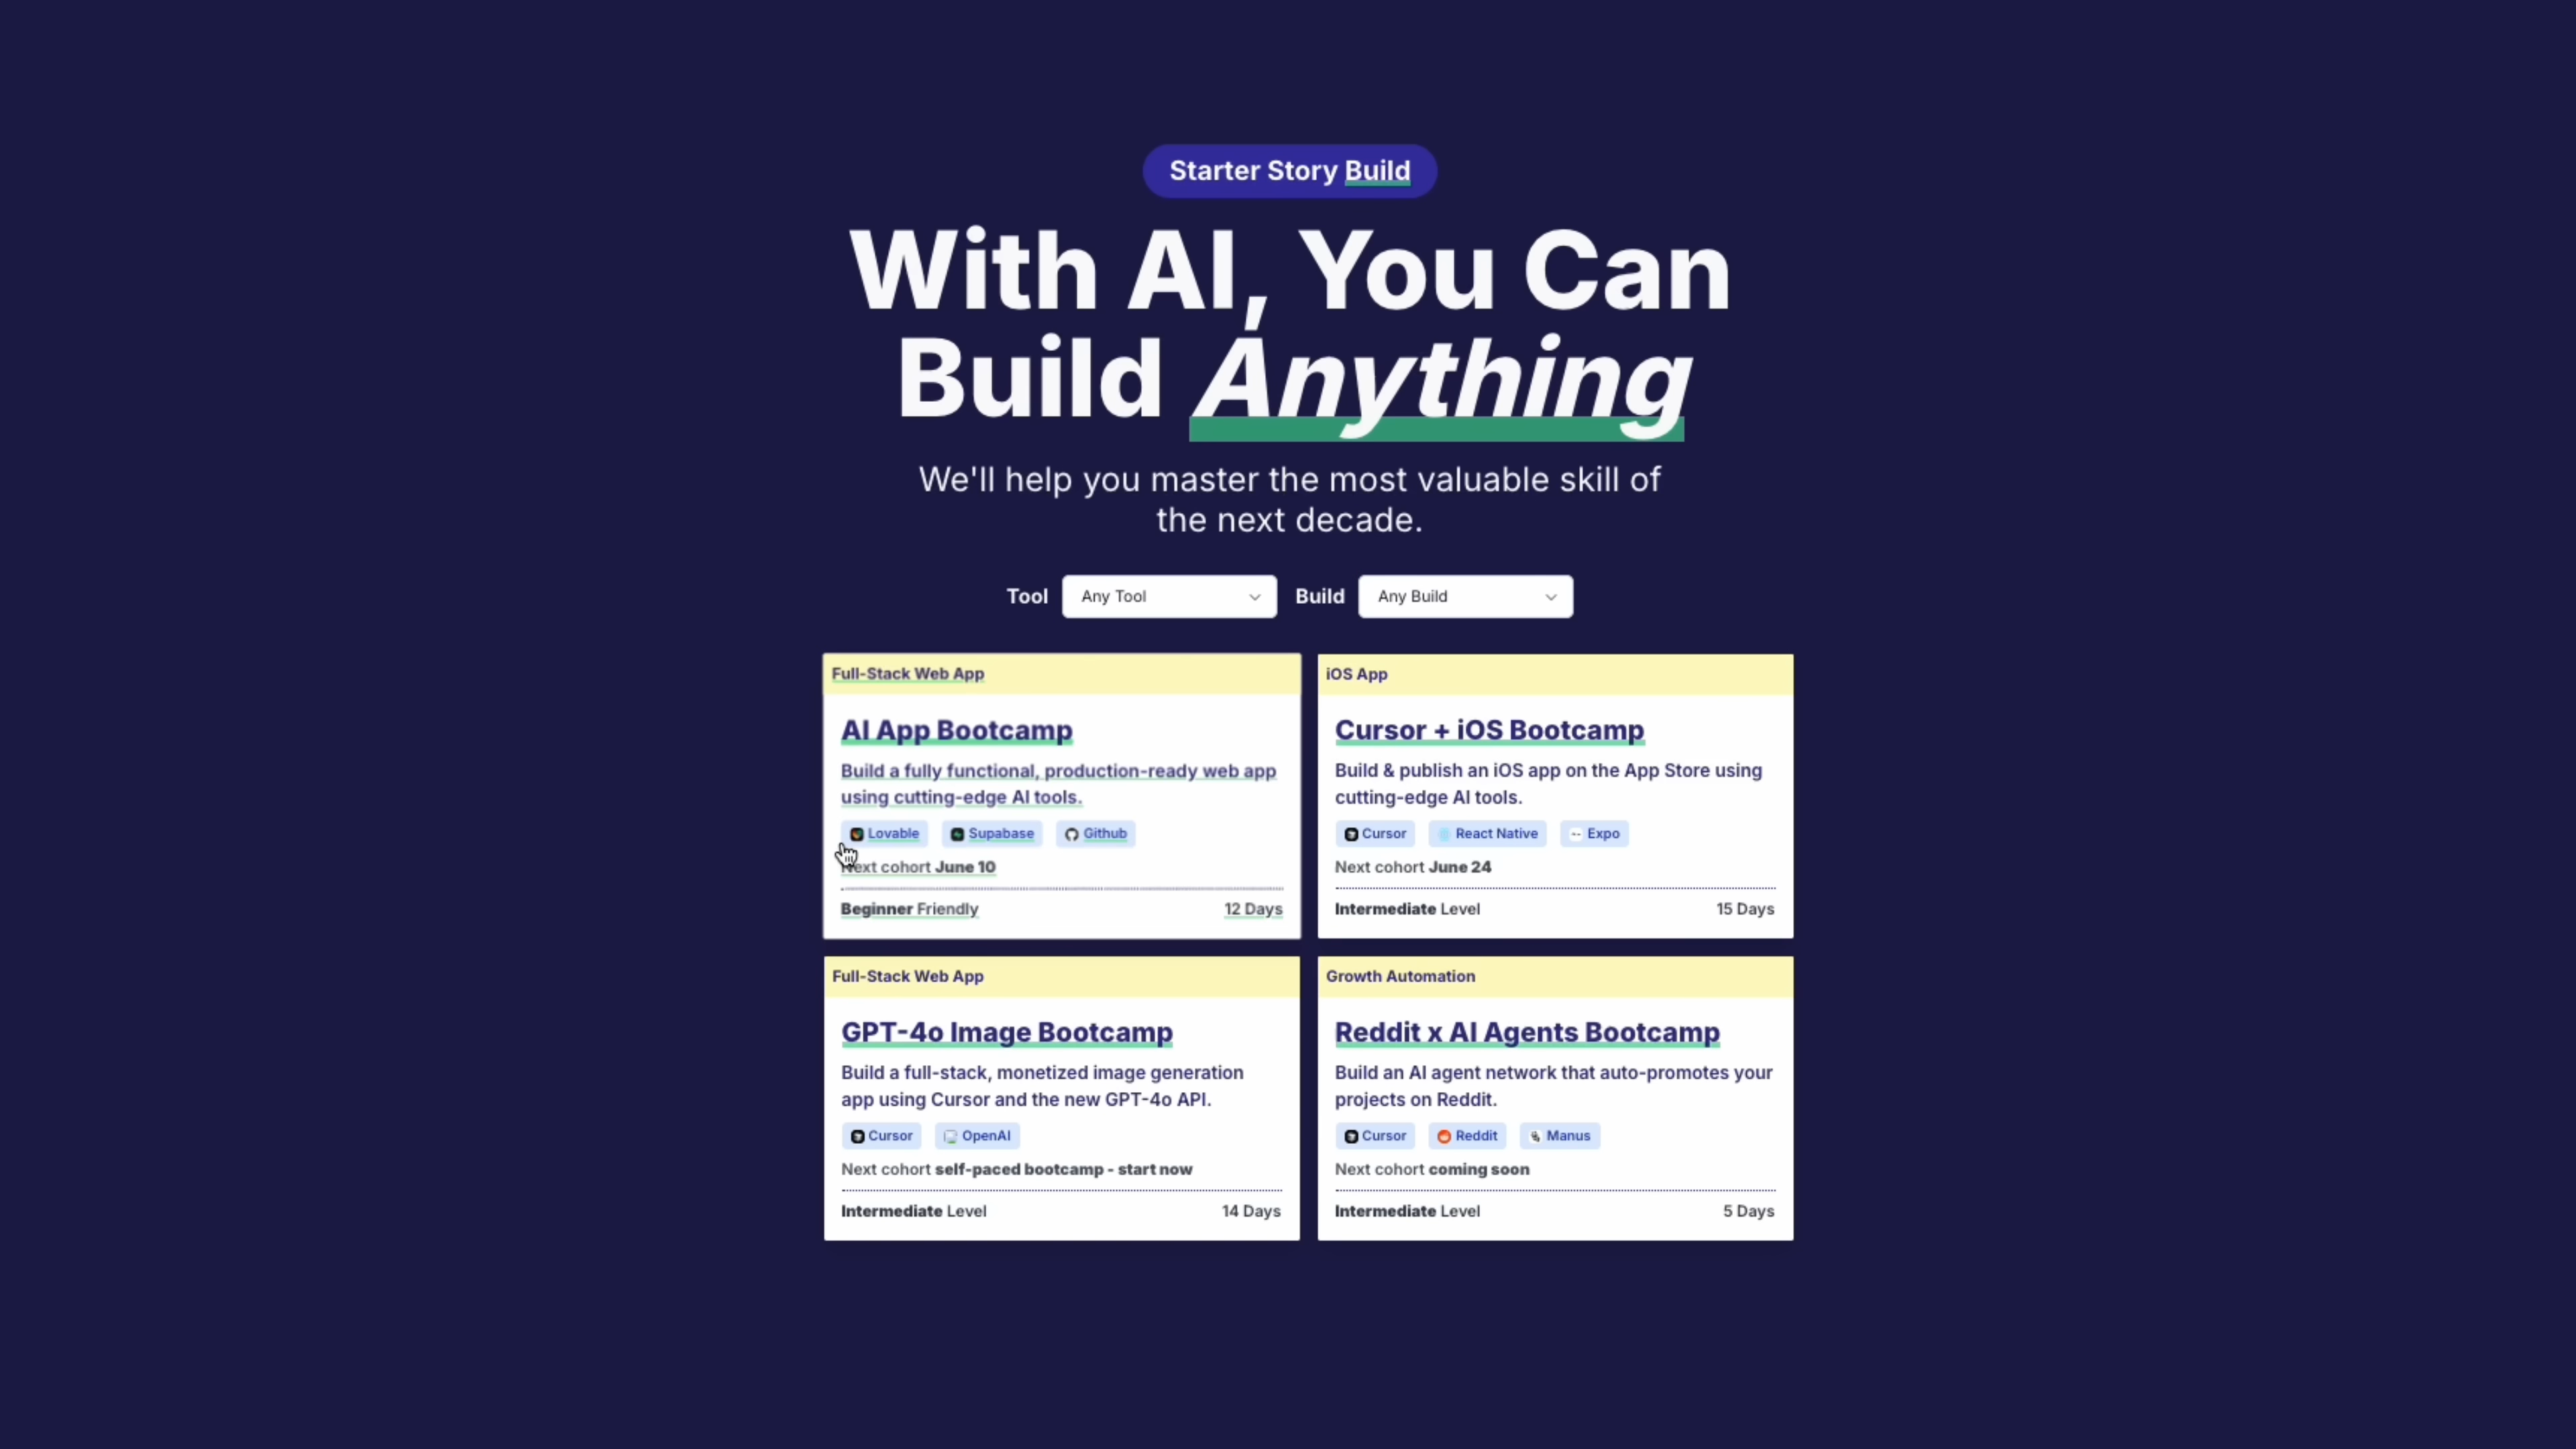 Starter Story Build
With AI, You Can
Build Anything
We'll help you master the most valuable skill of
the next decade.
Tool Any Tool Build Any Build
Full-Stack Web App
AI App Bootcamp
Build a fully functional, production-ready web app
using cutting-edge AI tools.
Lovable Supabase Github
Next cohort June 10
Beginner Friendly 12 Days
iOS App
Cursor + iOS Bootcamp
Build & publish an iOS app on the App Store using
cutting-edge AI tools.
Cursor React Native Expo
Next cohort June 24
Intermediate Level 15 Days
Full-Stack Web App
GPT-4o Image Bootcamp
Build a full-stack, monetized image generation
app using Cursor and the new GPT-4o API.
Cursor OpenAI
Next cohort self-paced bootcamp - start now
Intermediate Level 14 Days
Growth Automation
Reddit x AI Agents Bootcamp
Build an AI agent network that auto-promotes your
projects on Reddit.
Cursor Reddit Manus
Next cohort coming soon
Intermediate Level 5 Days